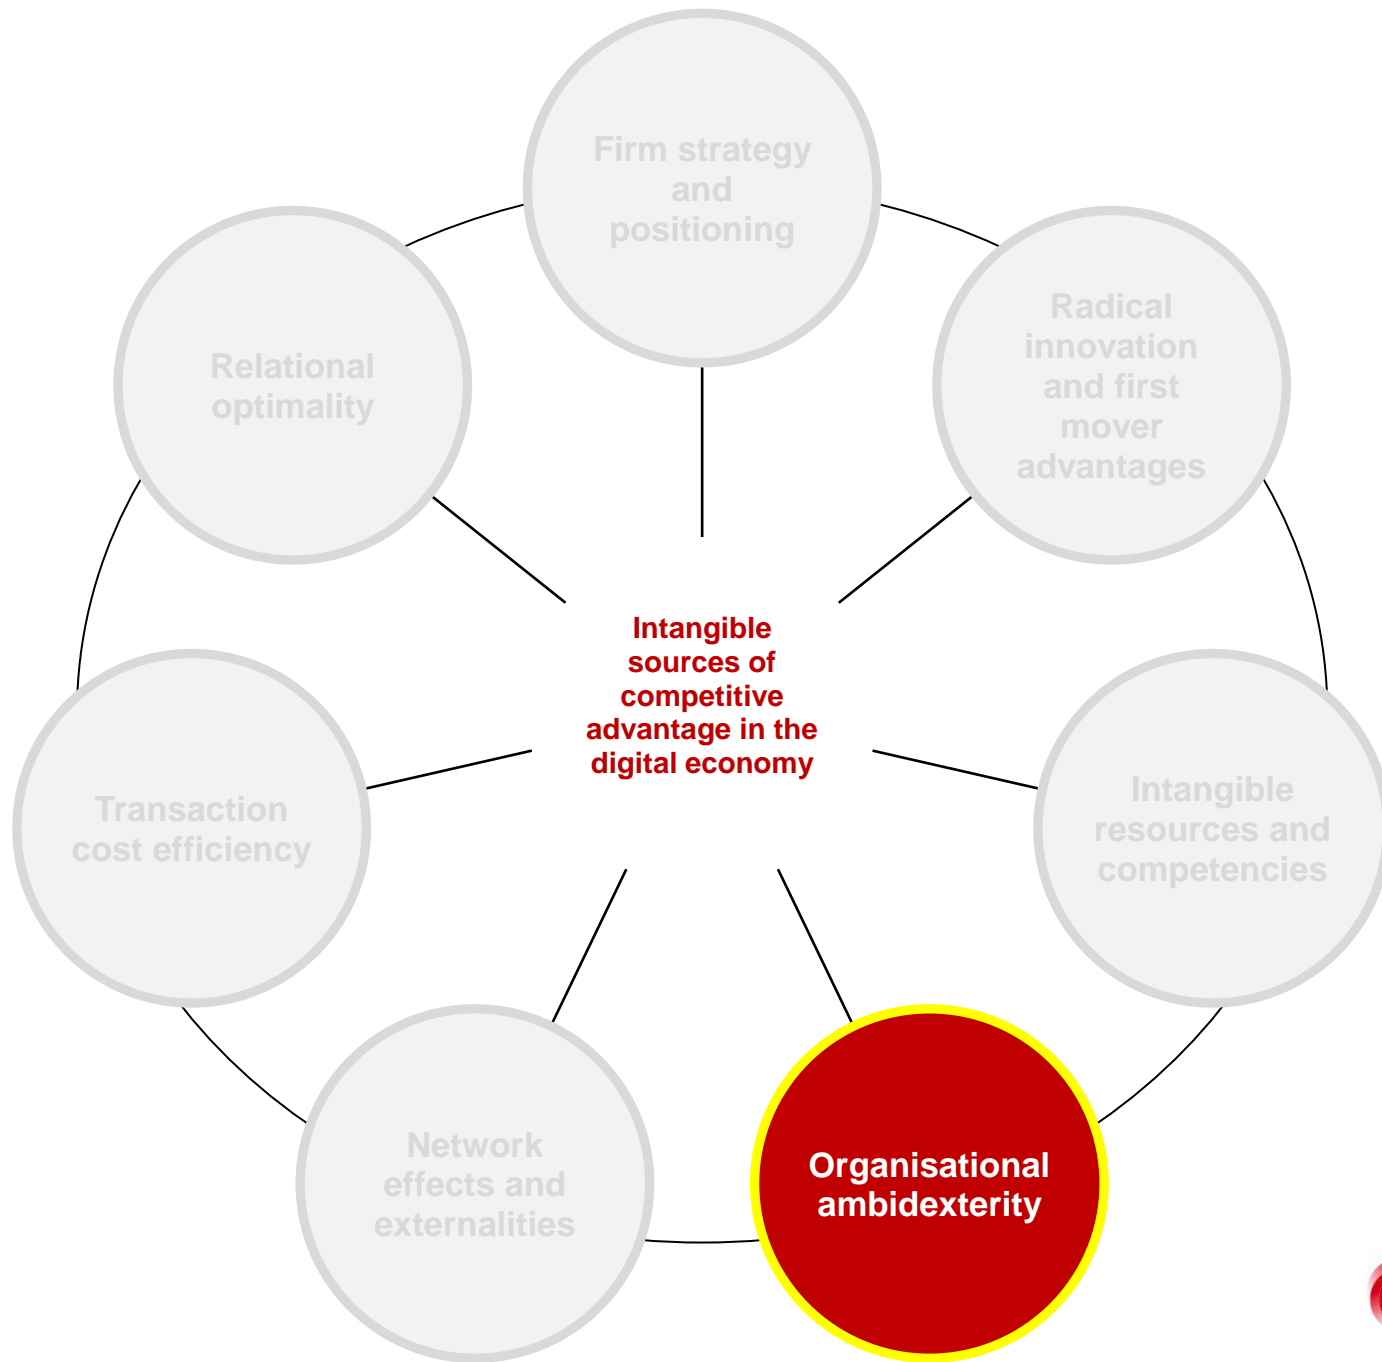 Firm strategy
and
positioning
Radical
innovation
and first
mover
advantages
Relational
optimality
Intangible
sources of
competitive
advantage in the
digital economy
Intangible
resources and
competencies
Transaction
cost efficiency
Organisational
ambidexterity
Network
effects and
externalities